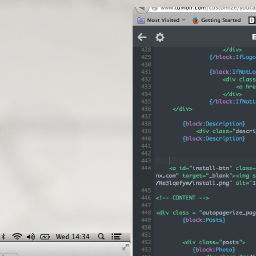 www.tumblr.com/customize/youca
Most Visited
Getting Started
428
429 </div>
430 {/block:IfLogo
431 {block:IfNotLo
432 <div class
433 <a hre
434 </div>
435 {/block:IfNotL
436 </div>
437
438 {block:Description}
439 <div class="descri
440 {/block:Description}
441
442
443
444 <a id="install-btn" class=
nx.com" target="_blank"><img s
/Ma3lqefym/install.png" alt="I
445
446 <!-- CONTENT -->
447
448 <div class = "autopagerize_pag
449 {block:Posts}
450
451
452 <div class="posts">
453 {block:Photo}
Wed 14:34